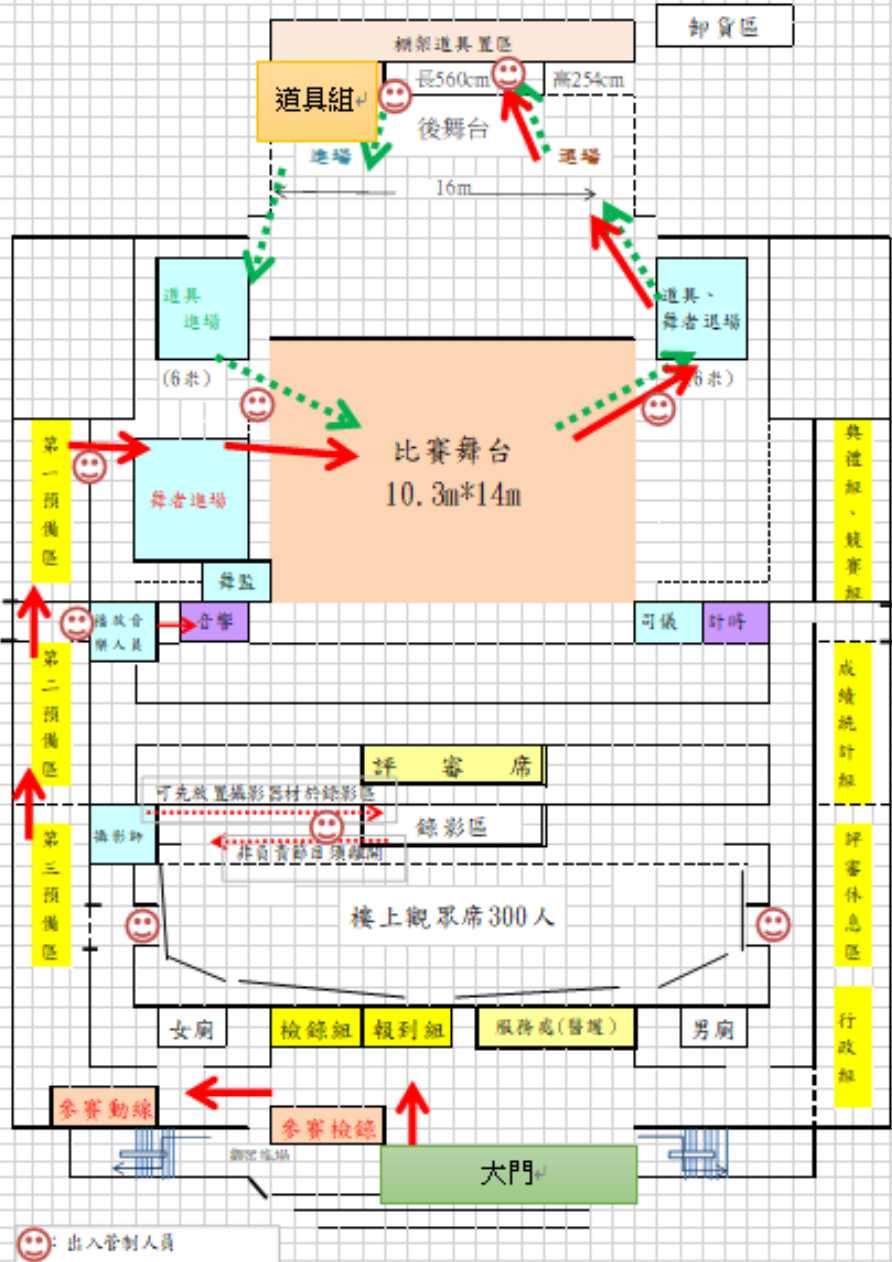 卸貨區
棚架道具置區
道具組
長560cm
高254cm
後舞台
進場
退場
16m
道具
進場
道具、
舞者退場
(6米)
(6米)
第一預備區
比賽舞台
10.3m*14m
典禮組、競賽組
舞者進場
舞監
播放音
樂人員
音響
司儀
計時
第二預備區
成績統計組
評審席
可先放置攝影器材於錄影區
攝影師
錄影區
非負責節目須離開
第三預備區
評審休息區
樓上觀眾席300人
女廁
檢錄組
報到組
服務處(醫護)
男廁
行政組
參賽動線
參賽檢錄
大門
：出入管制人員